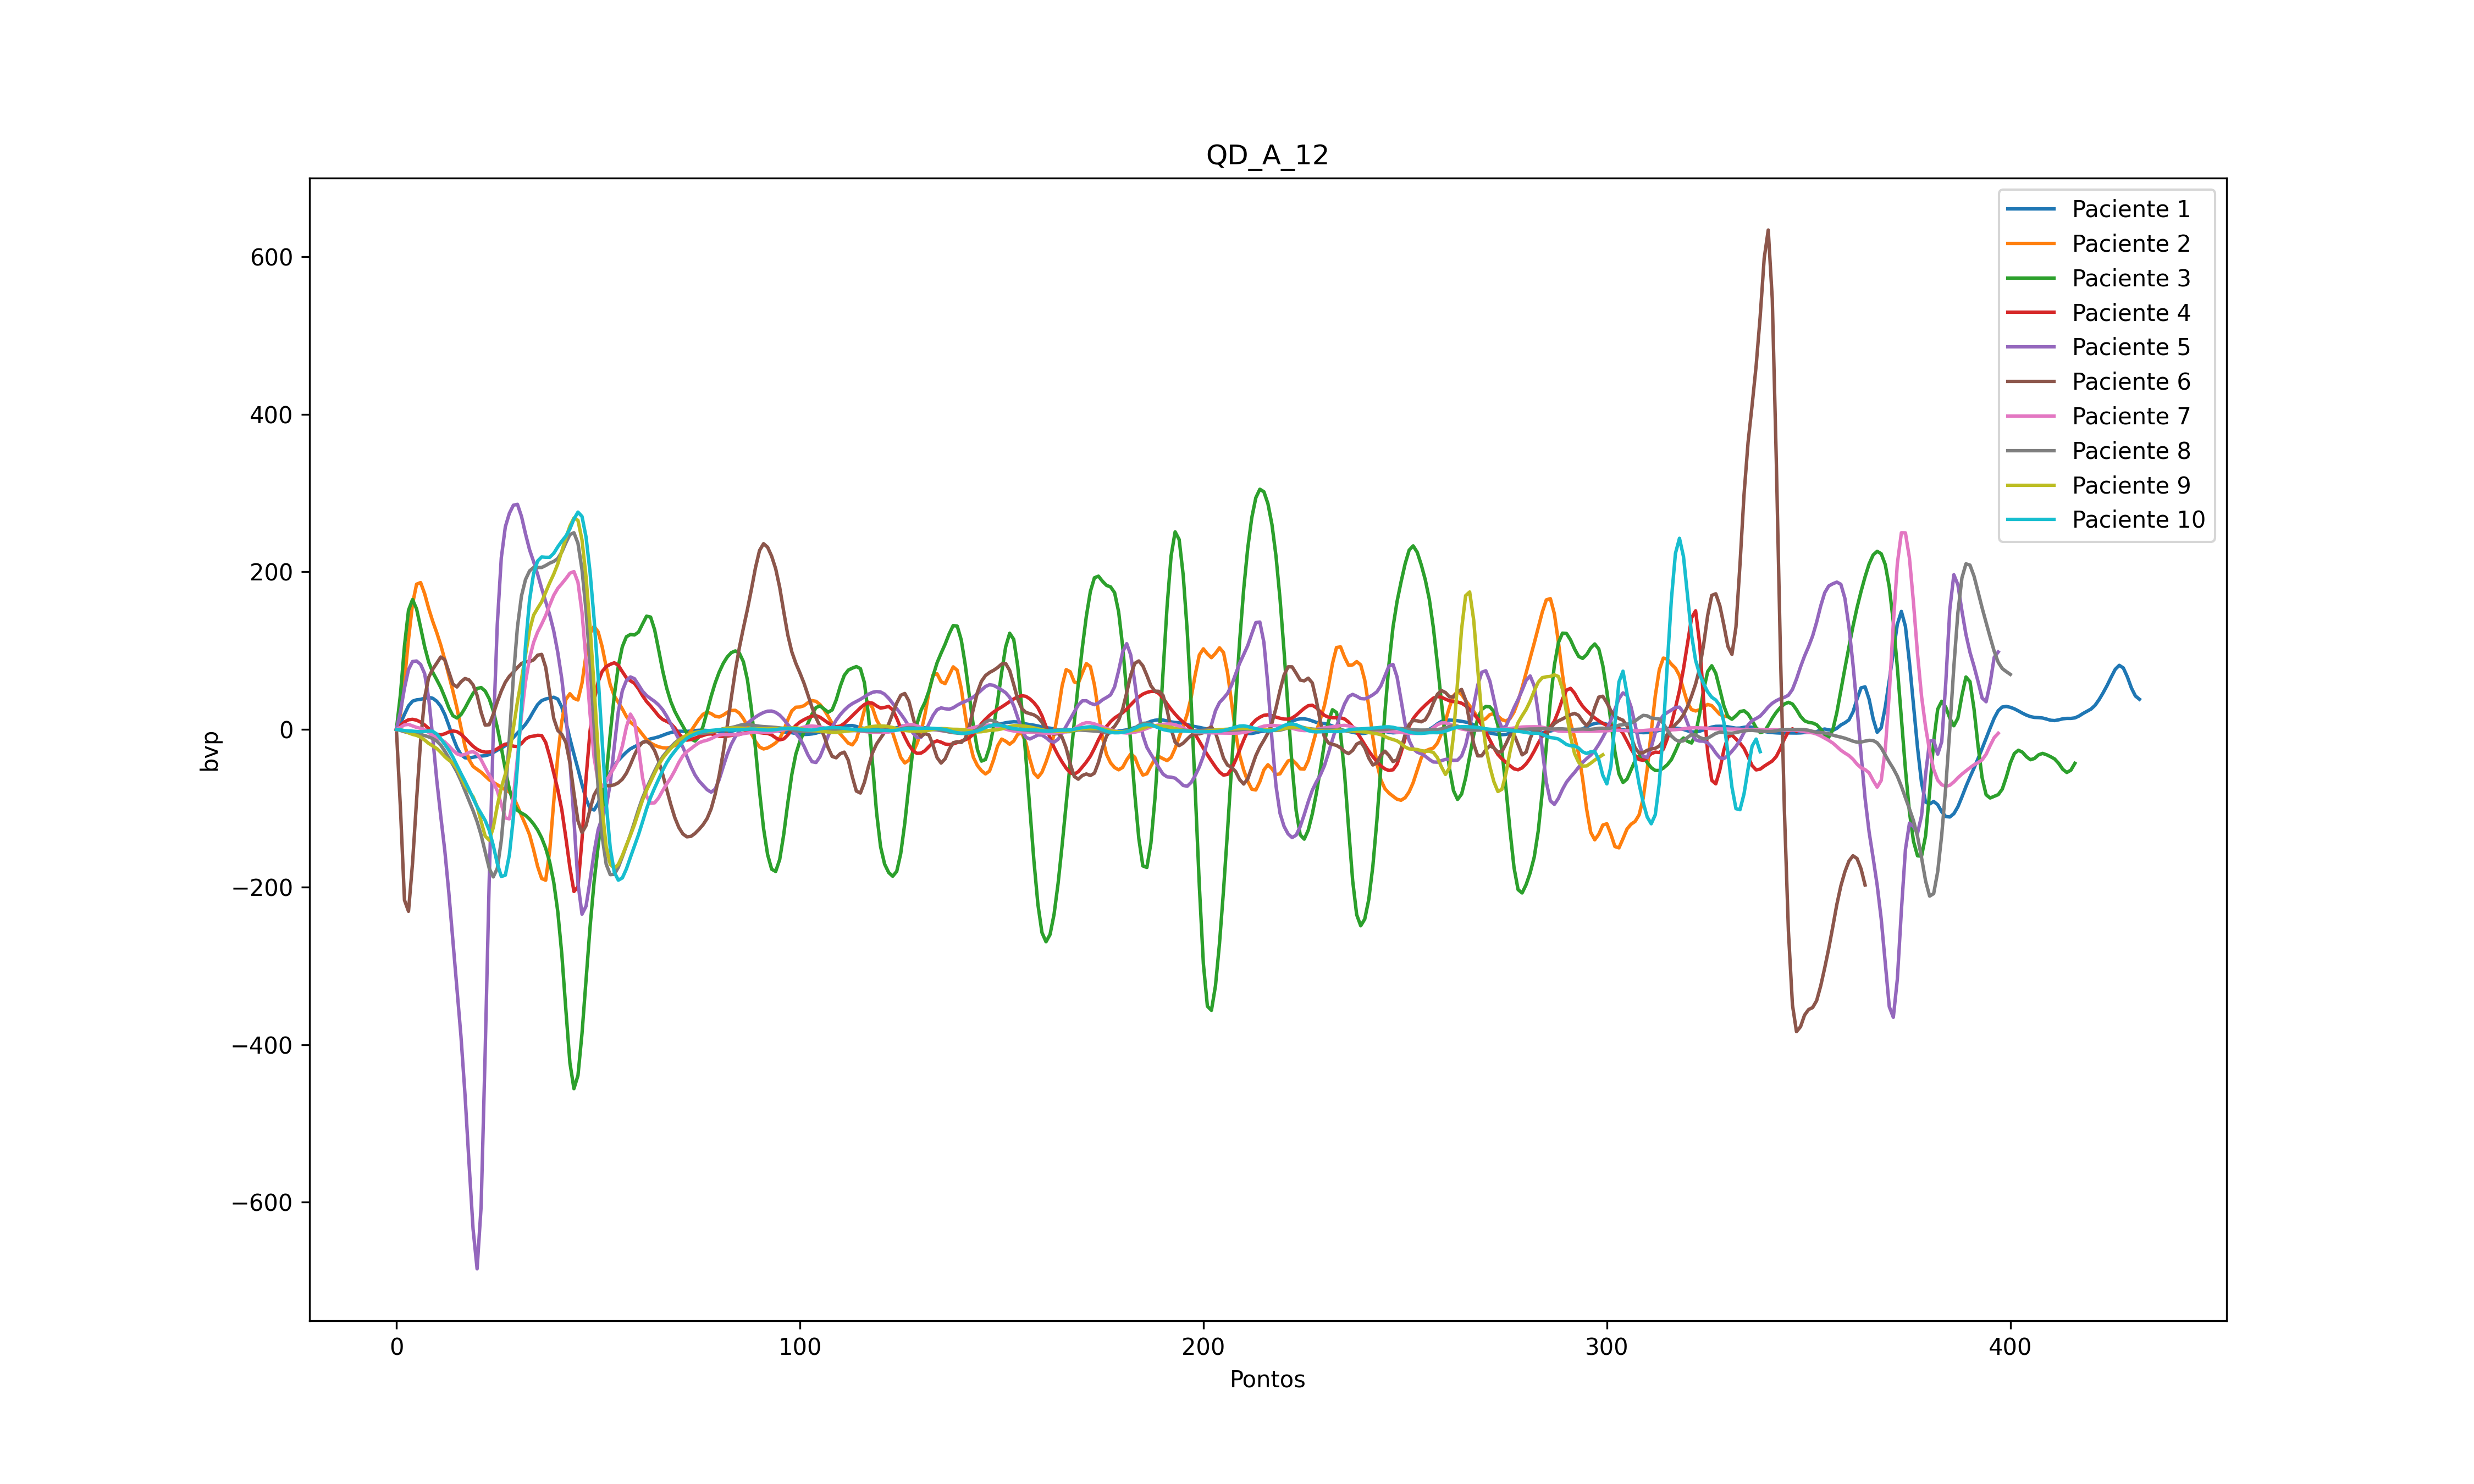 QD_A_12
Paciente 1
Paciente 2
Paciente 3
Paciente 4
Paciente 5
Paciente 6
Paciente 7
Paciente 8
Paciente 9
Paciente 10
600
400
200
0
−200
−400
−600
bvp
0 100 200 300 400
Pontos